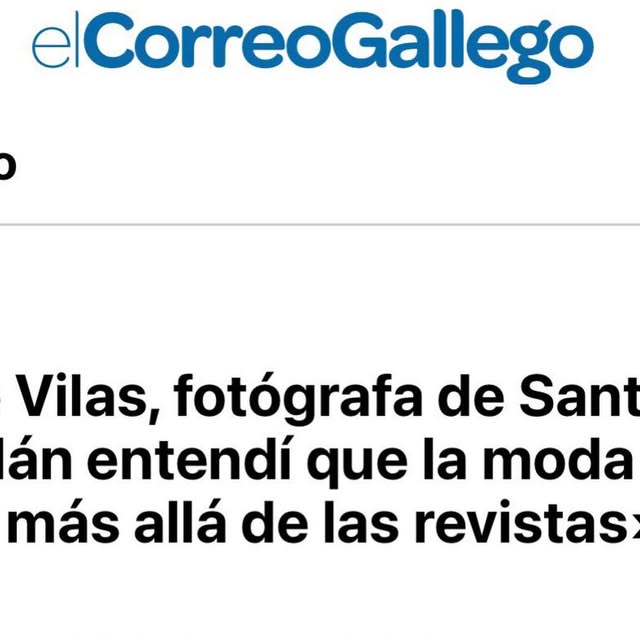 elCorreoGallego
o
Vilas, fotógrafa de Sant
lán entendí que la moda
más allá de las revistas»